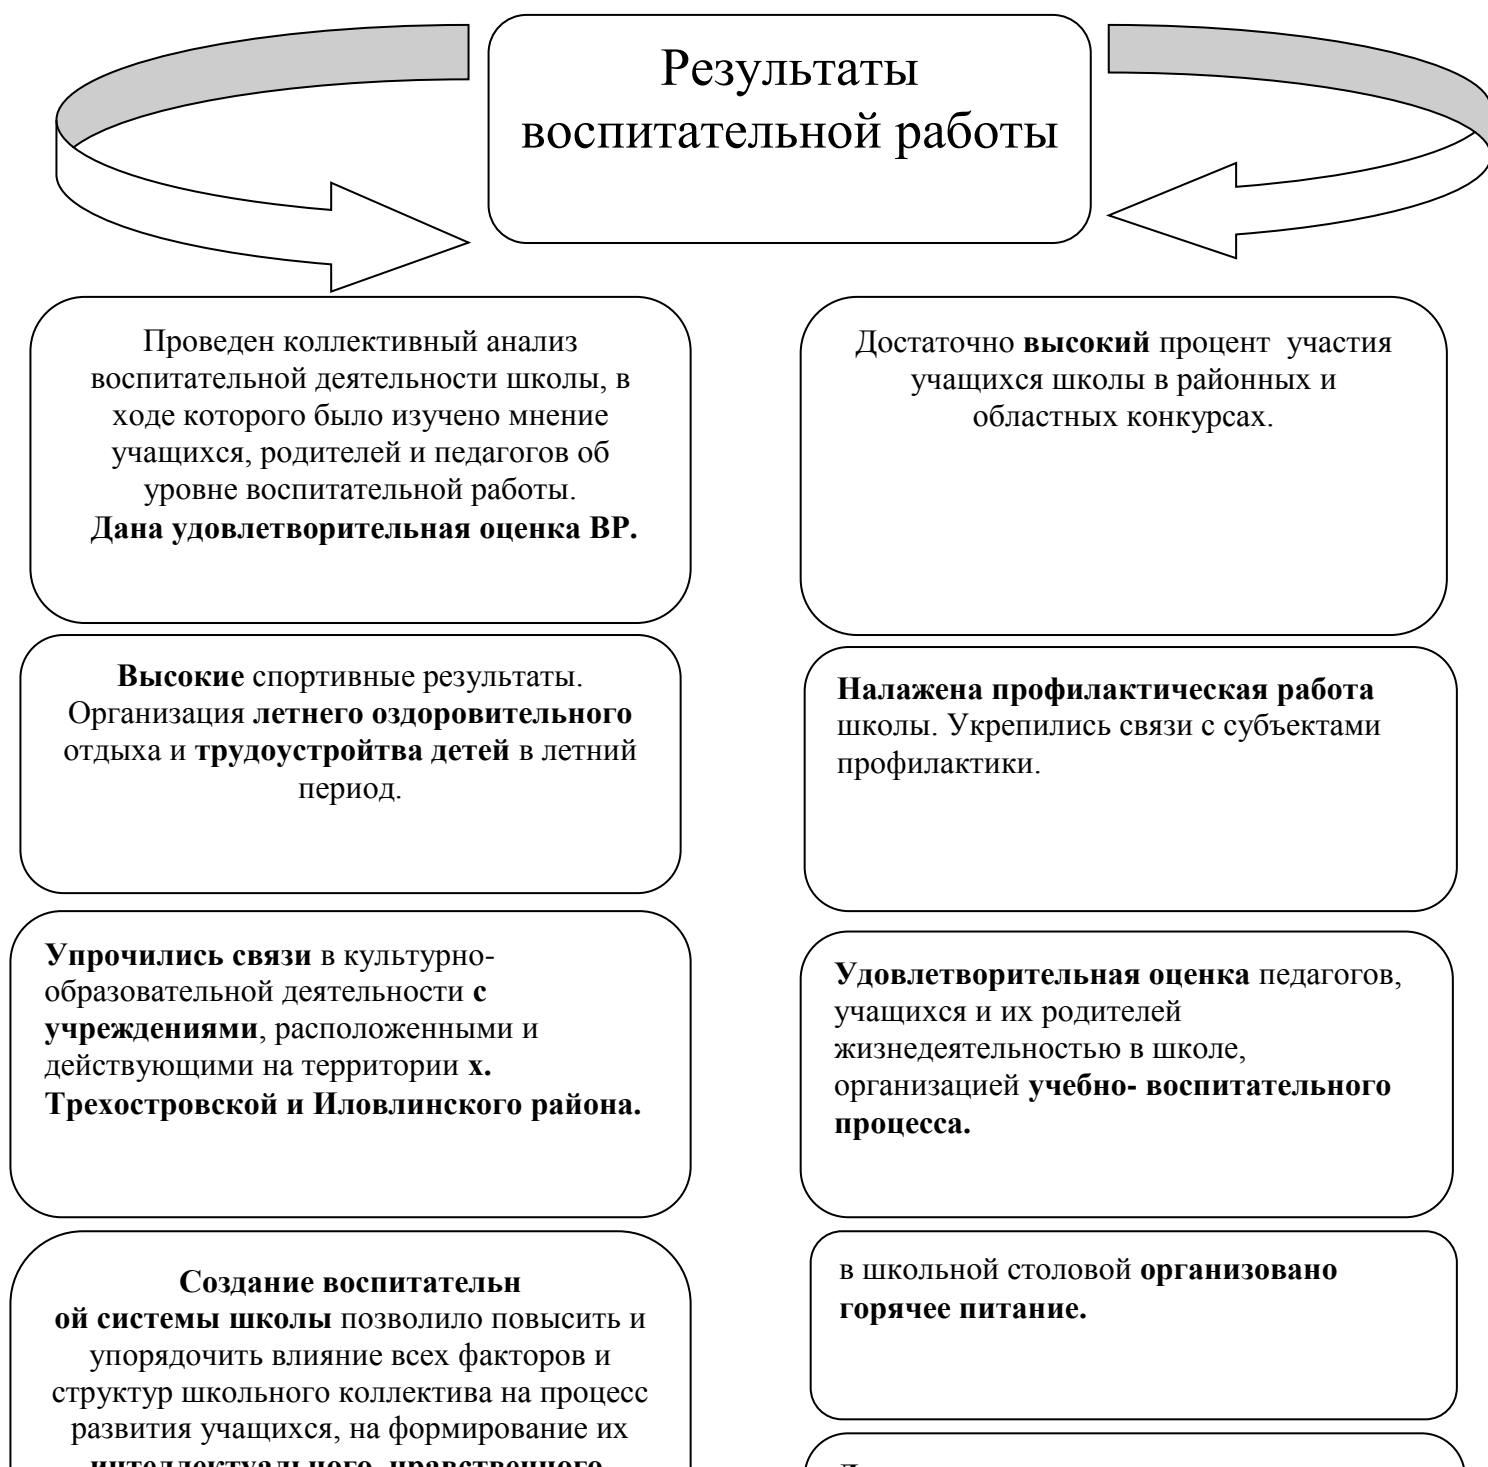 Результаты
воспитательной работы
Проведен коллективный анализ
воспитательной деятельности школы, в
ходе которого было изучено мнение
учащихся, родителей и педагогов об
уровне воспитательной работы.
Дана удовлетворительная оценка ВР.
Достаточно высокий процент  участия
учащихся школы в районных и
областных конкурсах.
Высокие спортивные результаты.
Организация летнего оздоровительного
отдыха и трудоустройтва детей в летний
период.
Налажена профилактическая работа
школы. Укрепились связи с субъектами
профилактики.
Упрочились связи в культурно-
образовательной деятельности с
учреждениями, расположенными и
действующими на территории х.
Трехостровской и Иловлинского района.
Удовлетворительная оценка педагогов,
учащихся и их родителей
жизнедеятельностью в школе,
организацией учебно- воспитательного
процесса.
Создание воспитательн
ой системы школы позволило повысить и
упорядочить влияние всех факторов и
структур школьного коллектива на процесс
развития учащихся, на формирование их
интеллектуального, нравственного
в школьной столовой организовано
горячее питание.